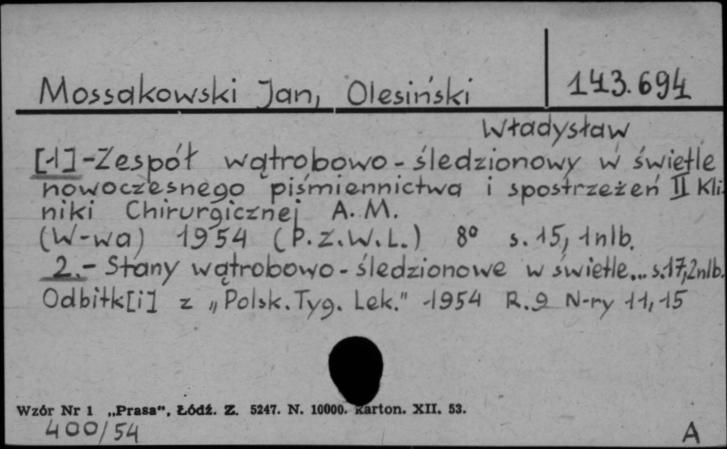 Mossakowski Jan, Olesiński 143.694
Władysław
[1]-Zespół wątrobowo-śledzionowy w świetle
nowoczesnego piśmiennictwa i spostrzeżeń II Kli-
niki Chirurgicznej A.M.
(W-wa) 1954 (P.Z.W.L.) 8° s.15, 1nlb.
2.- Stany wątrobowo-śledzionowe w świetle... s.17,2nlb.
Odbitk[i] z „Polsk. Tyg. Lek." 1954 R.9 N-ry 11, 15
Wzór Nr 1 „Prasa", Łódź. Z. 5247. N. 10000. Karton. XII. 53.
400/54 A